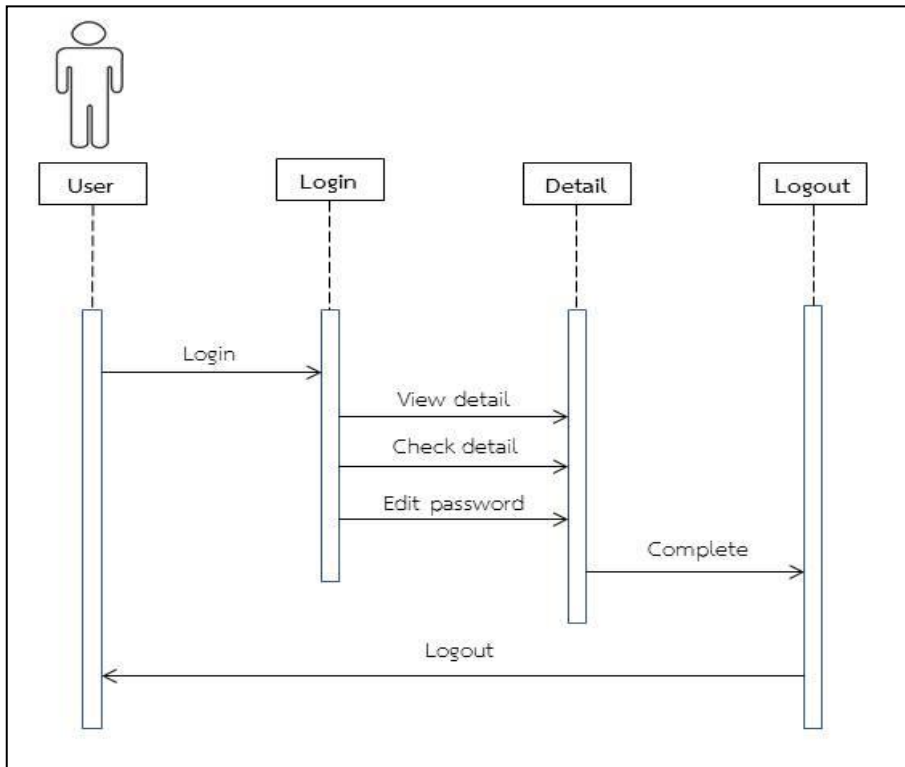 User
Login
Detail
Logout
Login
View detail
Check detail
Edit password
Complete
Logout